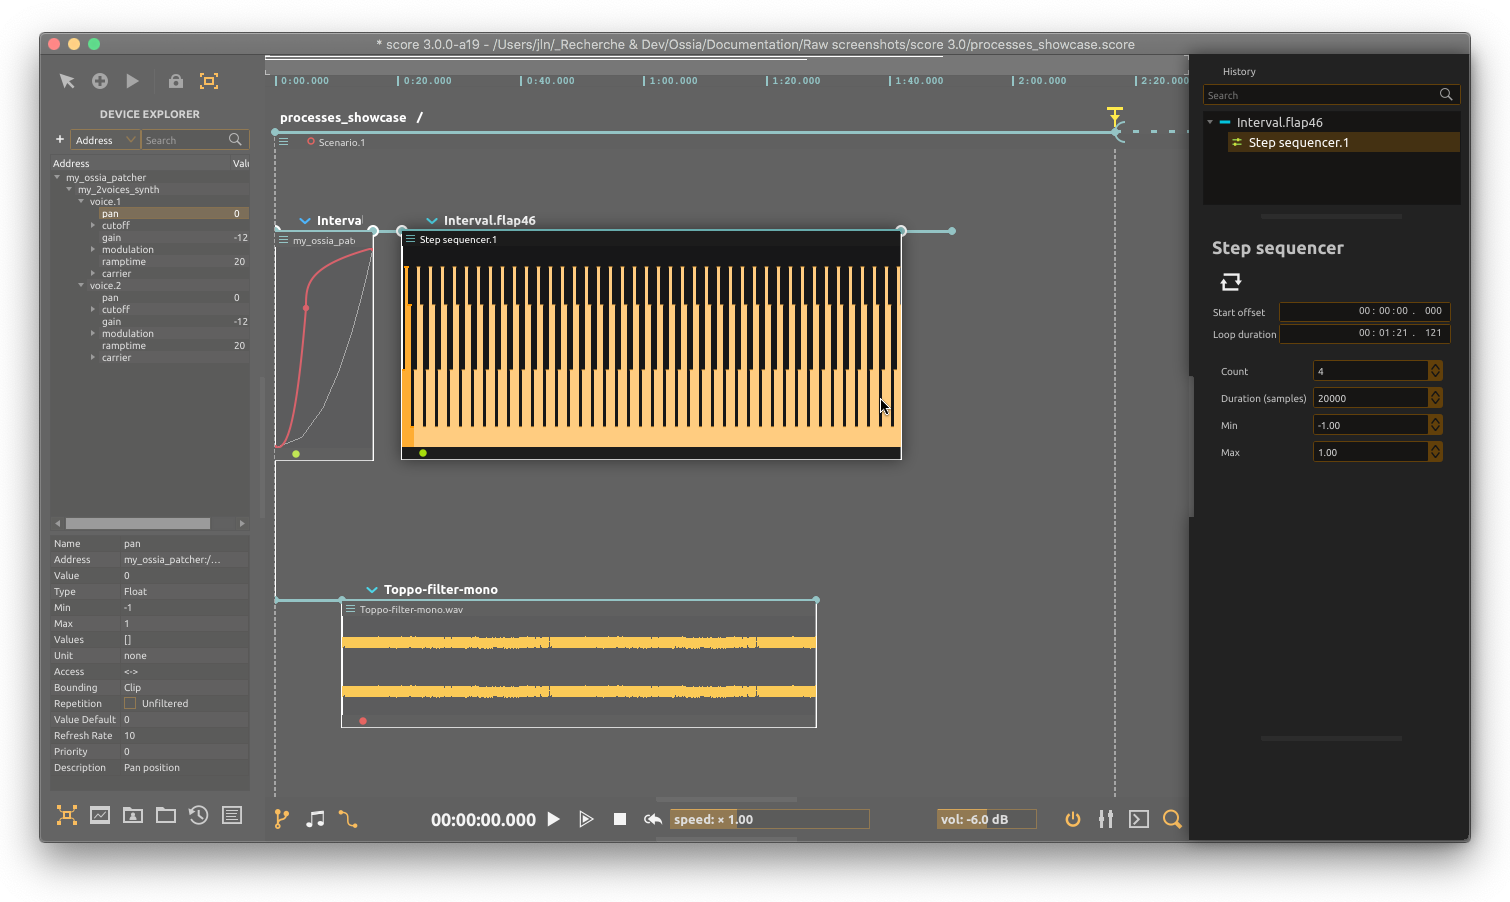 * score 3.0.0-a19 - /Users/jln/_Recherche & Dev/Ossia/Documentation/Raw screenshots/score 3.0/processes_showcase.score
DEVICE EXPLORER
+ Address Search
Address Valu
my_ossia_patcher
my_2voices_synth
voice.1
pan 0
cutoff
gain -12
modulation
ramptime 20
carrier
voice.2
pan 0
cutoff
gain -12
modulation
ramptime 20
carrier
Name pan
Address my_ossia_patcher:/...
Value 0
Type Float
Min -1
Max 1
Values []
Unit none
Access <->
Bounding Clip
Repetition Unfiltered
Value Default 0
Refresh Rate 10
Priority 0
Description Pan position
0:00.000 0:20.000 0:40.000 1:00.000 1:20.000 1:40.000 2:00.000 2:20.000
processes_showcase /
Scenario.1
Interval
my_ossia_patc
Interval.flap46
Step sequencer.1
Toppo-filter-mono
Toppo-filter-mono.wav
00:00:00.000 speed: × 1.00 vol: -6.0 dB
History
Search
Interval.flap46
Step sequencer.1
Step sequencer
Start offset 00: 00: 00 . 000
Loop duration 00: 01: 21 . 121
Count 4
Duration (samples) 20000
Min -1.00
Max 1.00